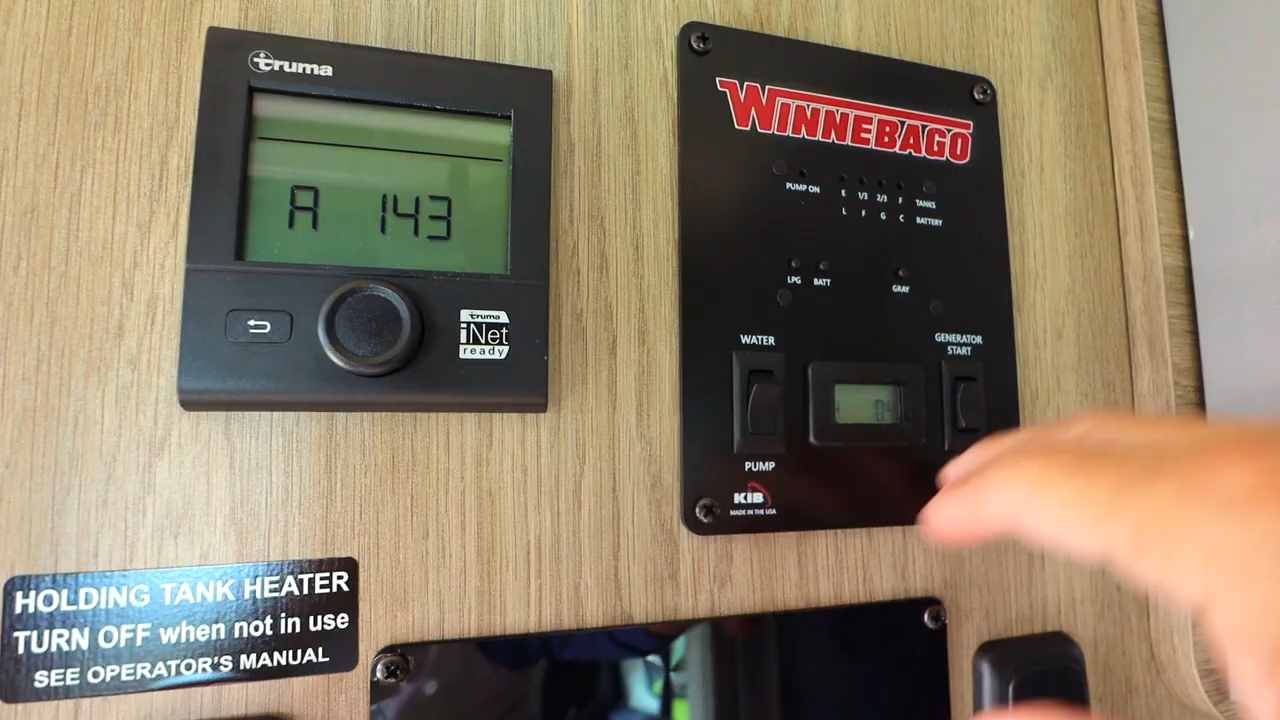 truma
A 143
truma
iNet
ready
WINNEBAGO
PUMP ON
E 1/3 2/3 F TANKS
L F G C BATTERY
LPG BATT GRAY
WATER
GENERATOR
START
PUMP
KIB
MADE IN THE USA
HOLDING TANK HEATER
TURN OFF when not in use
SEE OPERATOR'S MANUAL